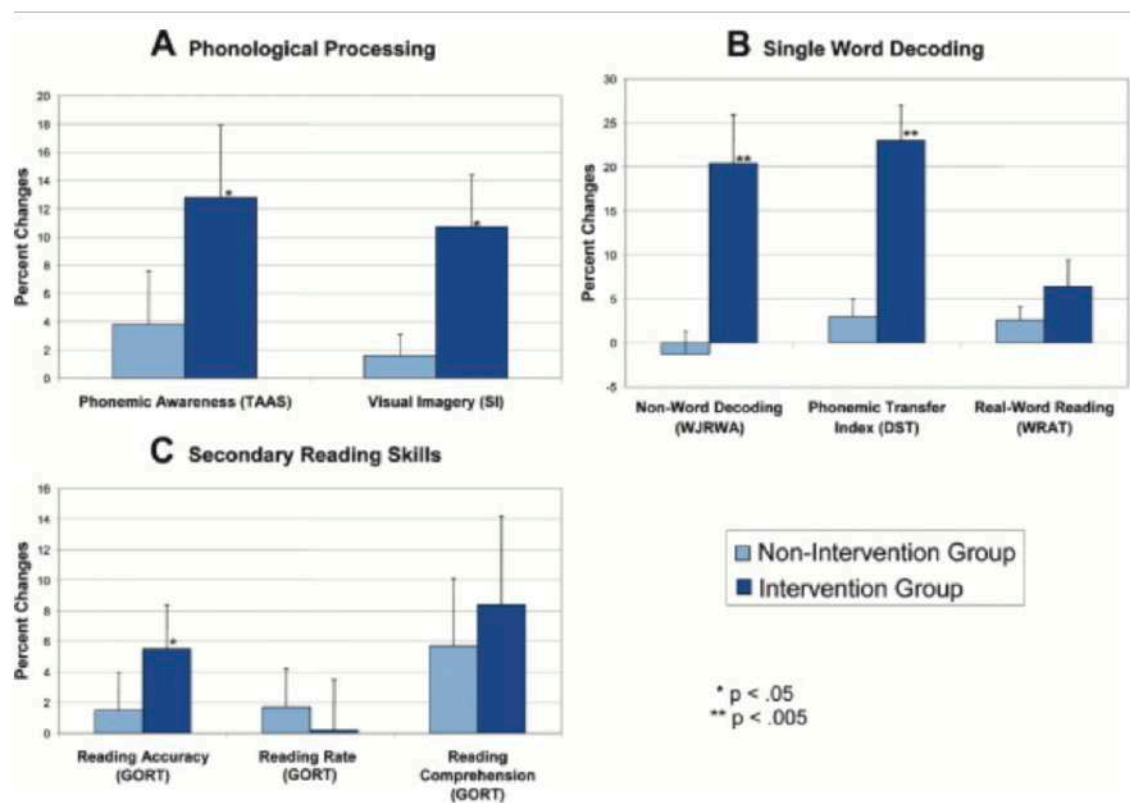 A Phonological Processing
Percent Changes
20
18
16
14
12
10
8
6
4
2
0
*
*
Phonemic Awareness (TAAS)
Visual Imagery (SI)
B Single Word Decoding
Percent Changes
30
25
20
15
10
5
0
-5
**
**
Non-Word Decoding
(WJRWA)
Phonemic Transfer
Index (DST)
Real-Word Reading
(WRAT)
C Secondary Reading Skills
Percent Changes
16
14
12
10
8
6
4
2
0
*
Reading Accuracy
(GORT)
Reading Rate
(GORT)
Reading
Comprehension
(GORT)
Non-Intervention Group
Intervention Group
* p < .05
** p < .005